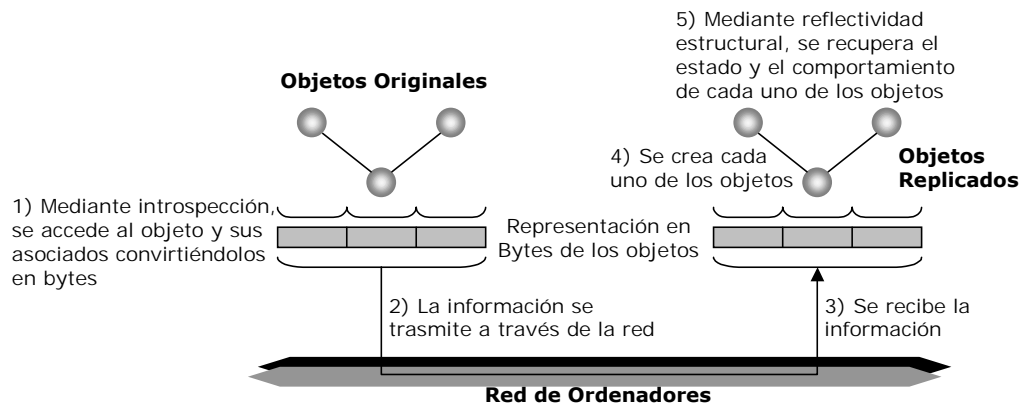 5) Mediante reflectividad
estructural, se recupera el
estado y el comportamiento
de cada uno de los objetos
Objetos Originales
4) Se crea cada
uno de los objetos
Objetos
Replicados
1) Mediante introspección,
se accede al objeto y sus
asociados convirtiéndolos
en bytes
Representación en
Bytes de los objetos
2) La información se
trasmite a través de la red
3) Se recibe la
información
Red de Ordenadores